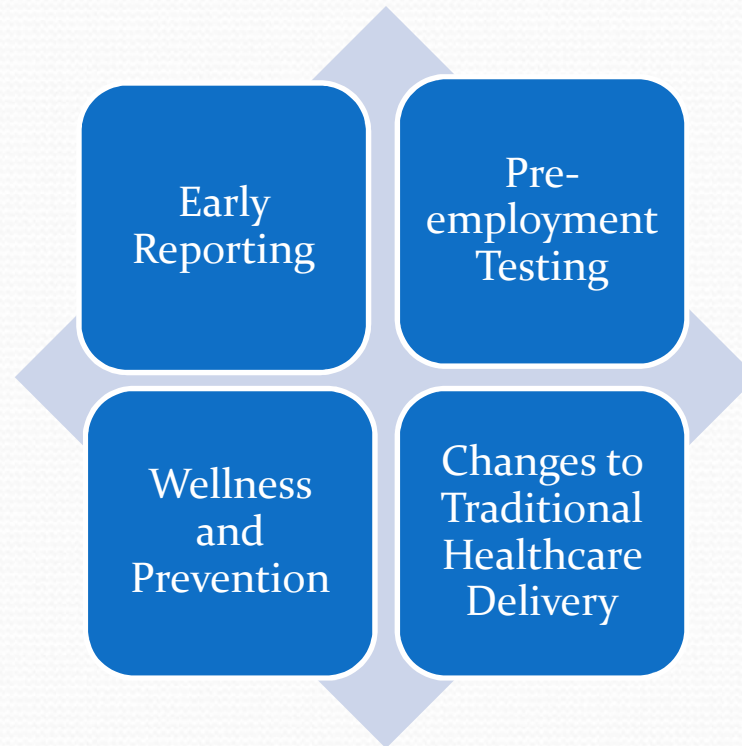 Early
Reporting
Pre-
employment
Testing
Wellness
and
Prevention
Changes to
Traditional
Healthcare
Delivery